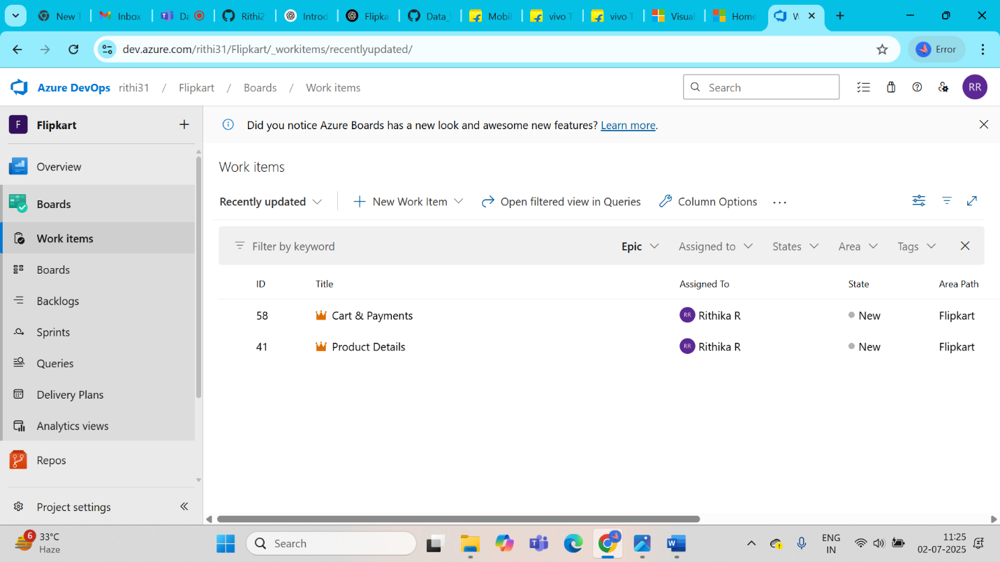 New T Inbox Da Rithi2 Introd Flipka Data_ Mobil vivo T vivo T Visual Home W
dev.azure.com/rithi31/Flipkart/_workitems/recentlyupdated/ Error
Azure DevOps rithi31 / Flipkart / Boards / Work items Search RR
F Flipkart
Did you notice Azure Boards has a new look and awesome new features? Learn more.
Overview
Boards
Work items
Boards
Backlogs
Sprints
Queries
Delivery Plans
Analytics views
Repos
Project settings
Work items
Recently updated New Work Item Open filtered view in Queries Column Options
Filter by keyword Epic Assigned to States Area Tags
ID Title Assigned To State Area Path
58 Cart & Payments RR Rithika R New Flipkart
41 Product Details RR Rithika R New Flipkart
6 33°C
Haze
Search
ENG
IN
11:25
02-07-2025